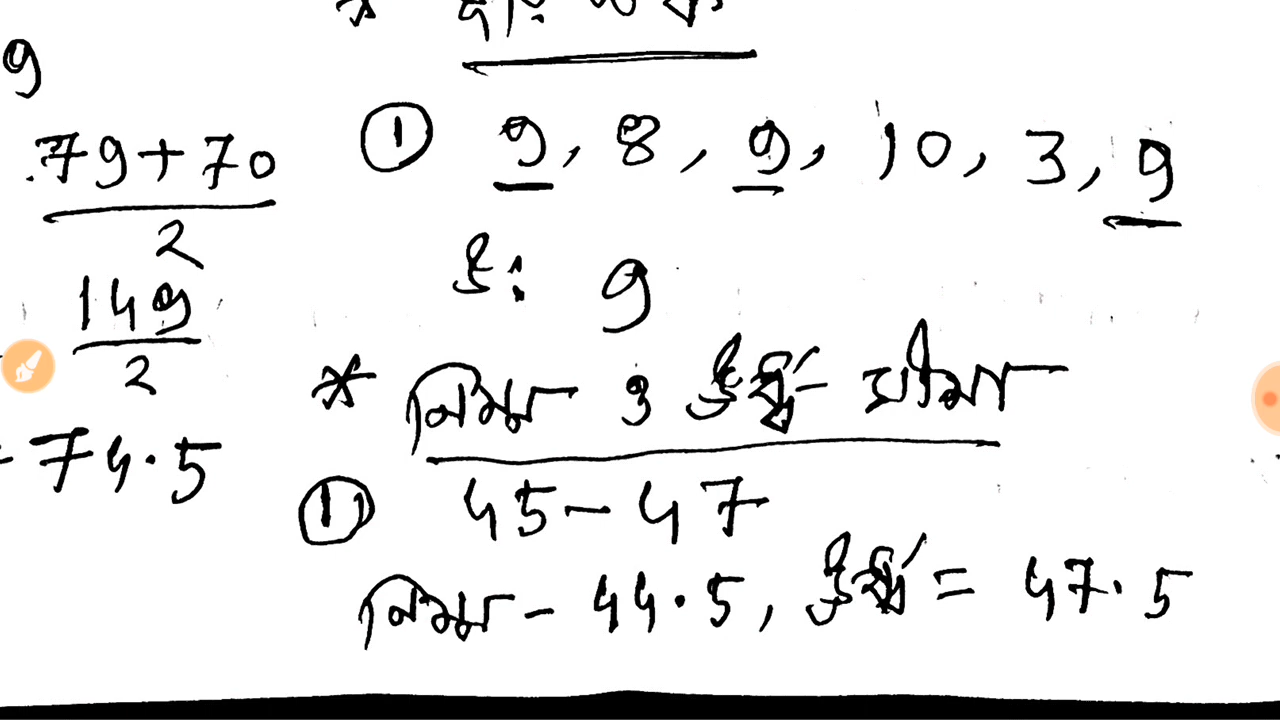 9
79+70
2
149
2
74.5
① 9, 8, 9, 10, 3, 9
উ: 9
* নিম্ন ও ঊর্ধ্ব সীমা
① 45-47
নিম্ন - 44.5, ঊর্ধ্ব = 47.5